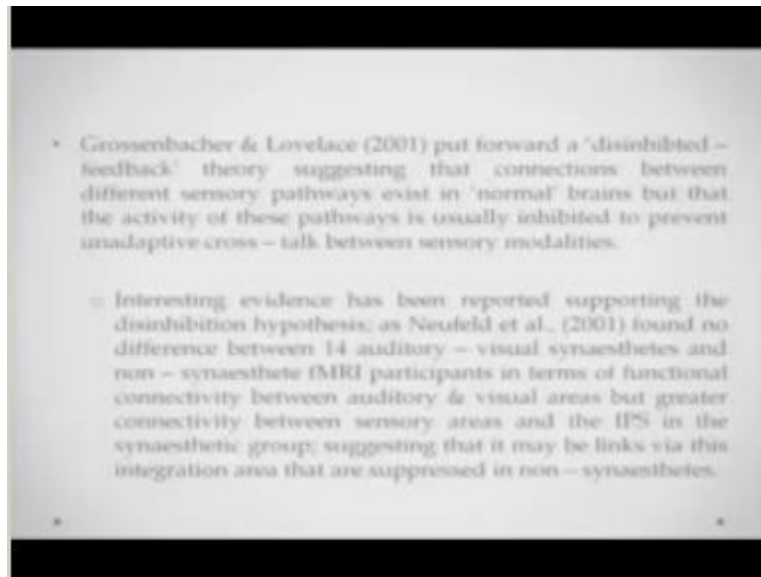 • Grossenbacher & Lovelace (2001) put forward a 'disinhibted –
feedback' theory suggesting that connections between
different sensory pathways exist in 'normal' brains but that
the activity of these pathways is usually inhibited to prevent
unadaptive cross – talk between sensory modalities.
o Interesting evidence has been reported supporting the
disinhibition hypothesis; as Neufeld et al., (2001) found no
difference between 14 auditory – visual synaesthetes and
non – synaesthete fMRI participants in terms of functional
connectivity between auditory & visual areas but greater
connectivity between sensory areas and the IPS in the
synaesthetic group; suggesting that it may be links via this
integration area that are suppressed in non – synaesthetes.